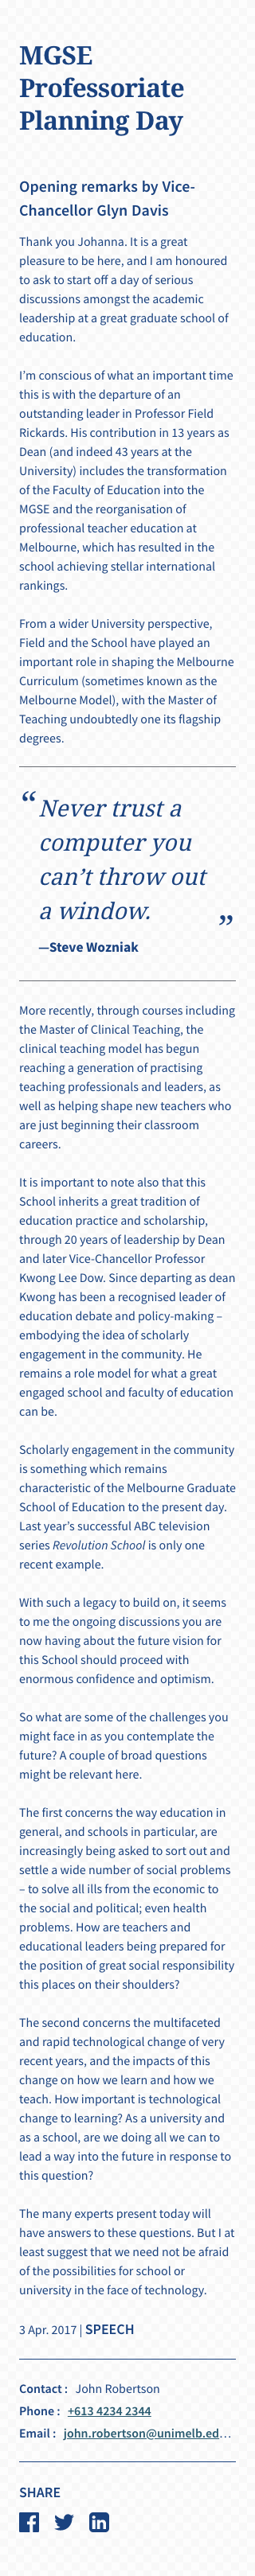 MGSE
Professoriate
Planning Day
Opening remarks by Vice-
Chancellor Glyn Davis
Thank you Johanna. It is a great
pleasure to be here, and I am honoured
to ask to start off a day of serious
discussions amongst the academic
leadership at a great graduate school of
education.
I’m conscious of what an important time
this is with the departure of an
outstanding leader in Professor Field
Rickards. His contribution in 13 years as
Dean (and indeed 43 years at the
University) includes the transformation
of the Faculty of Education into the
MGSE and the reorganisation of
professional teacher education at
Melbourne, which has resulted in the
school achieving stellar international
rankings.
From a wider University perspective,
Field and the School have played an
important role in shaping the Melbourne
Curriculum (sometimes known as the
Melbourne Model), with the Master of
Teaching undoubtedly one its flagship
degrees.
“ Never trust a
computer you
can’t throw out
a window. ”
—Steve Wozniak
More recently, through courses including
the Master of Clinical Teaching, the
clinical teaching model has begun
reaching a generation of practising
teaching professionals and leaders, as
well as helping shape new teachers who
are just beginning their classroom
careers.
It is important to note also that this
School inherits a great tradition of
education practice and scholarship,
through 20 years of leadership by Dean
and later Vice-Chancellor Professor
Kwong Lee Dow. Since departing as dean
Kwong has been a recognised leader of
education debate and policy-making –
embodying the idea of scholarly
engagement in the community. He
remains a role model for what a great
engaged school and faculty of education
can be.
Scholarly engagement in the community
is something which remains
characteristic of the Melbourne Graduate
School of Education to the present day.
Last year’s successful ABC television
series Revolution School is only one
recent example.
With such a legacy to build on, it seems
to me the ongoing discussions you are
now having about the future vision for
this School should proceed with
enormous confidence and optimism.
So what are some of the challenges you
might face in as you contemplate the
future? A couple of broad questions
might be relevant here.
The first concerns the way education in
general, and schools in particular, are
increasingly being asked to sort out and
settle a wide number of social problems
– to solve all ills from the economic to
the social and political; even health
problems. How are teachers and
educational leaders being prepared for
the position of great social responsibility
this places on their shoulders?
The second concerns the multifaceted
and rapid technological change of very
recent years, and the impacts of this
change on how we learn and how we
teach. How important is technological
change to learning? As a university and
as a school, are we doing all we can to
lead a way into the future in response to
this question?
The many experts present today will
have answers to these questions. But I at
least suggest that we need not be afraid
of the possibilities for school or
university in the face of technology.
3 Apr. 2017 | SPEECH
Contact : John Robertson
Phone : +613 4234 2344
Email : john.robertson@unimelb.ed…
SHARE